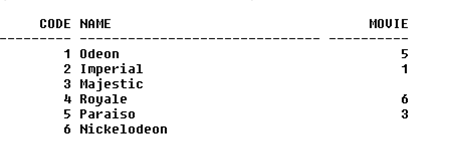 CODE NAME MOVIE
---------- ------------------------------ ----------
1 Odeon 5
2 Imperial 1
3 Majestic
4 Royale 6
5 Paraiso 3
6 Nickelodeon